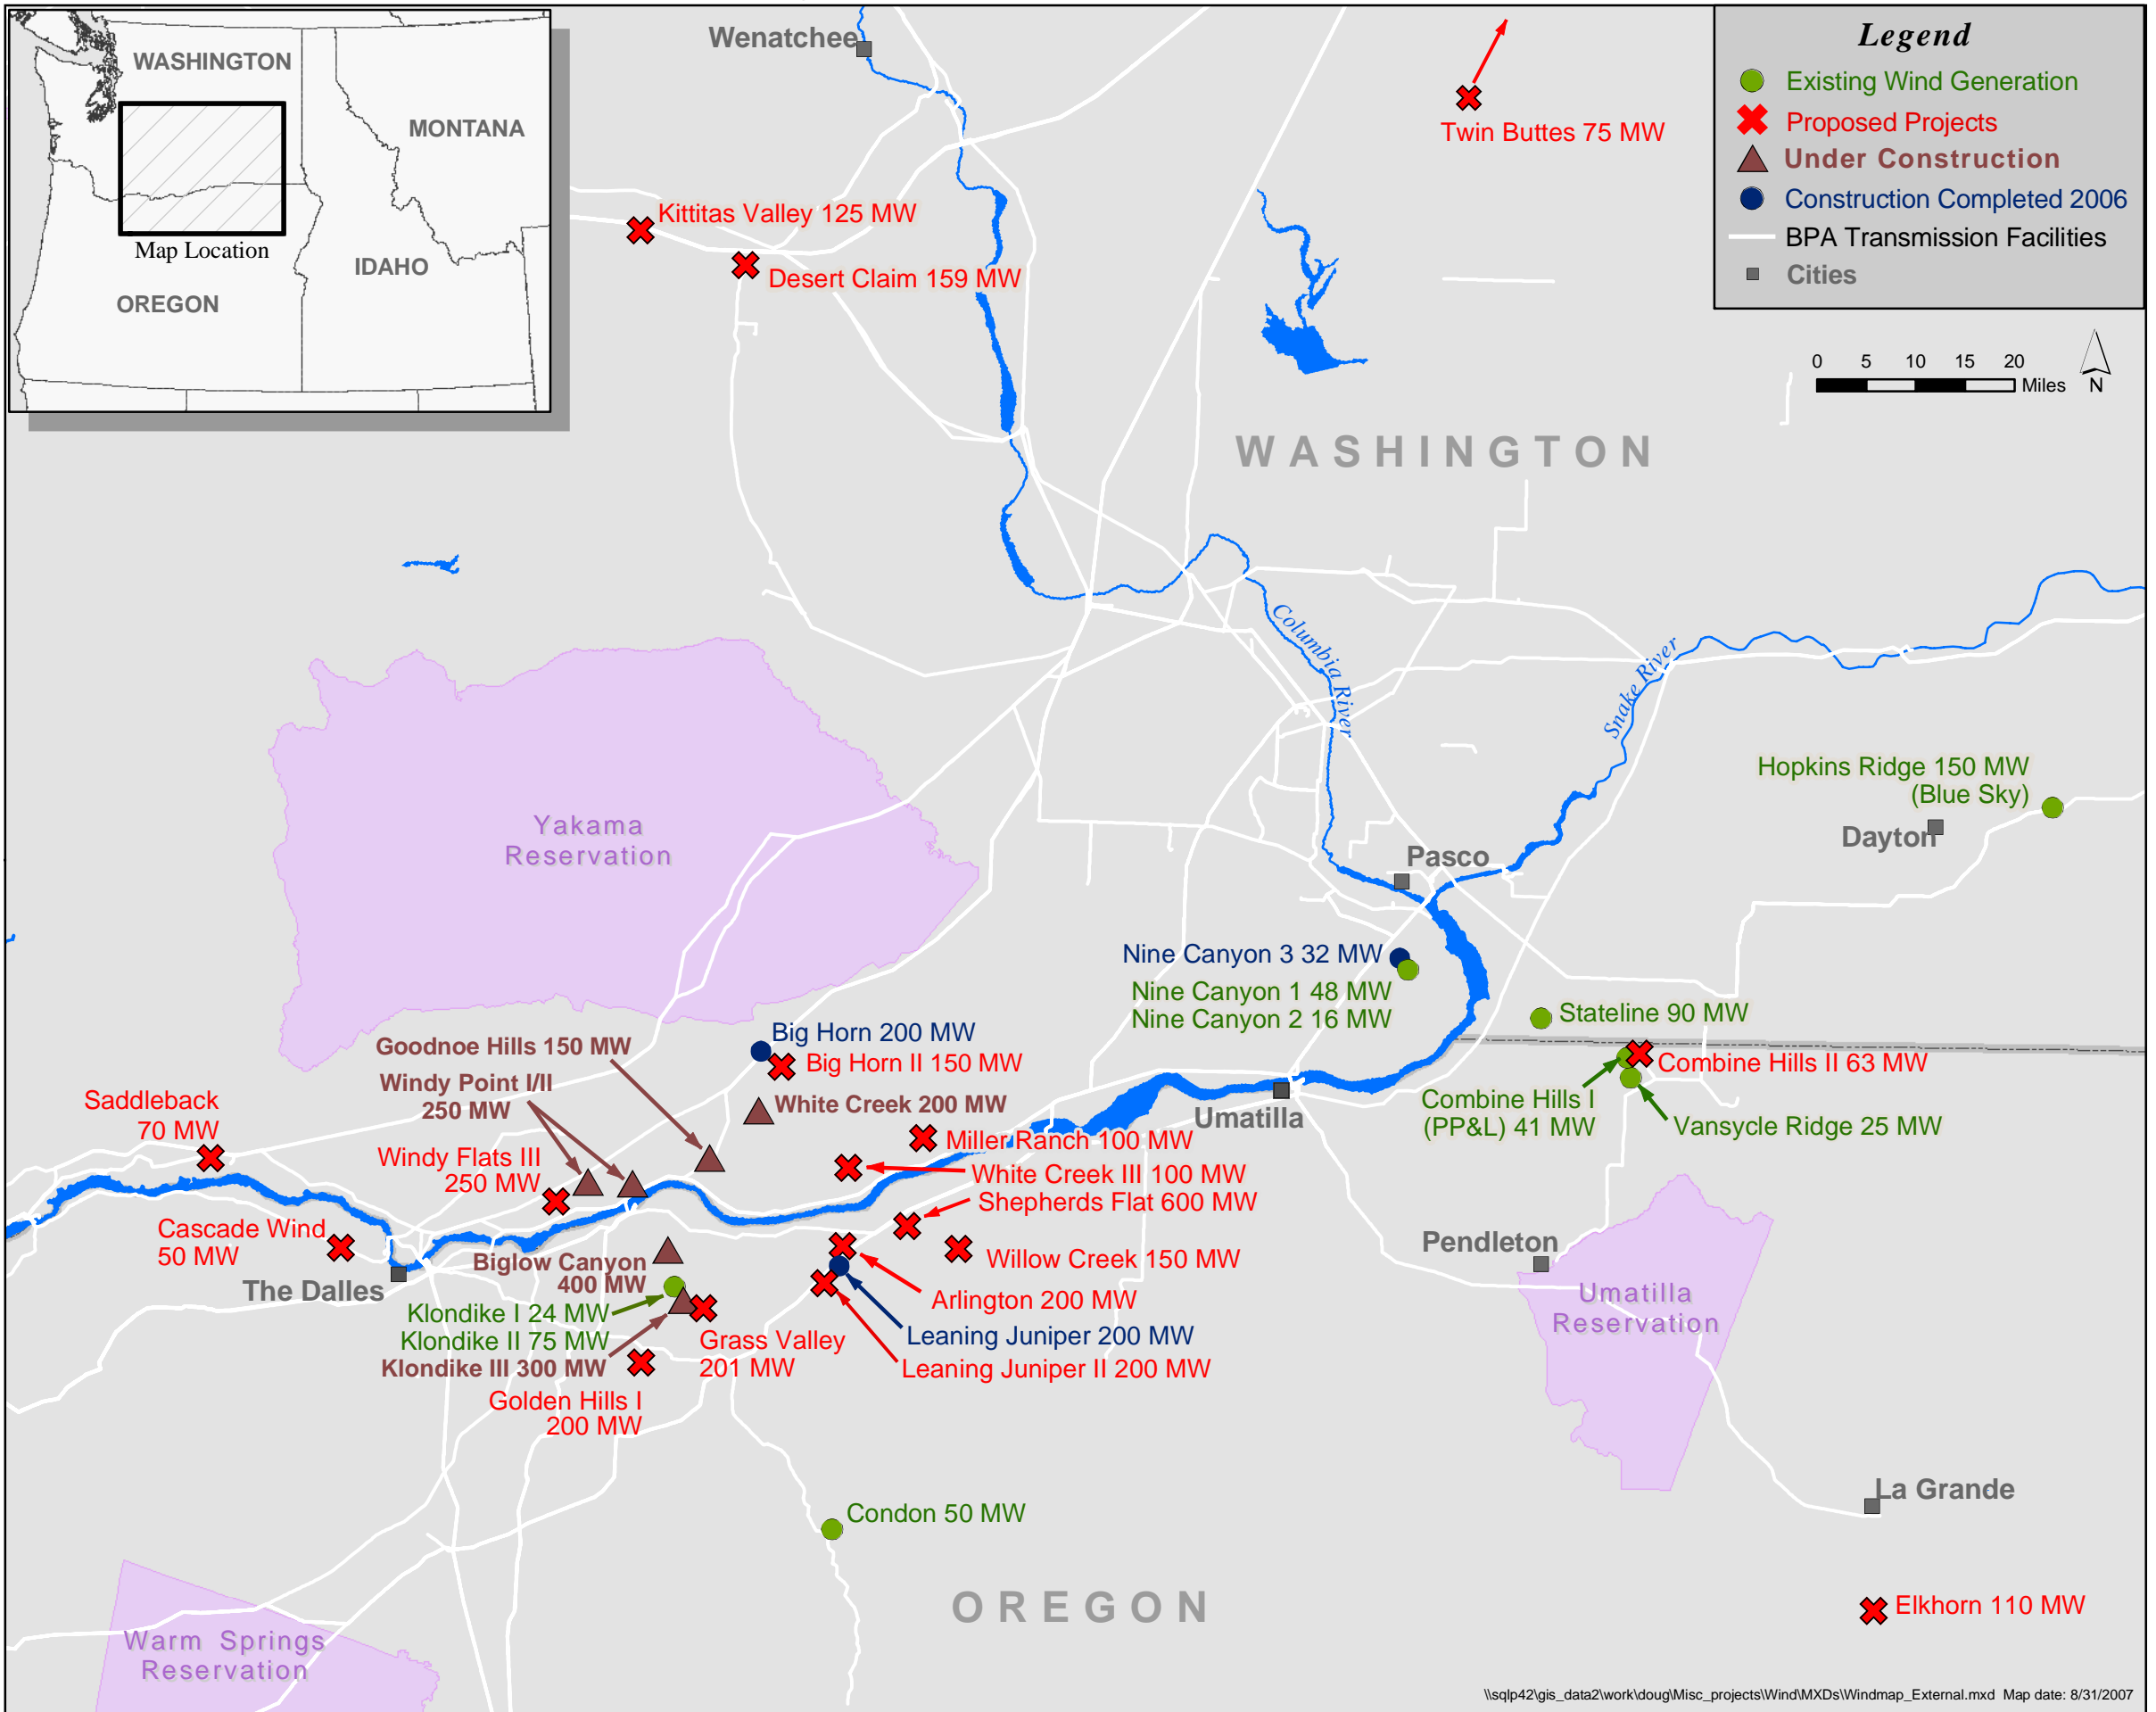 WASHINGTON
MONTANA
IDAHO
OREGON
Map Location
Legend
Existing Wind Generation
Proposed Projects
Under Construction
Construction Completed 2006
BPA Transmission Facilities
Cities
0 5 10 15 20
Miles
N
Wenatchee
Twin Buttes 75 MW
Kittitas Valley 125 MW
Desert Claim 159 MW
WASHINGTON
Columbia River
Snake River
Hopkins Ridge 150 MW
(Blue Sky)
Dayton
Yakama
Reservation
Pasco
Nine Canyon 3 32 MW
Nine Canyon 1 48 MW
Nine Canyon 2 16 MW
Stateline 90 MW
Combine Hills II 63 MW
Combine Hills I
(PP&L) 41 MW
Vansycle Ridge 25 MW
Big Horn 200 MW
Big Horn II 150 MW
Goodnoe Hills 150 MW
Windy Point I/II
250 MW
White Creek 200 MW
Umatilla
Saddleback
70 MW
Windy Flats III
250 MW
Miller Ranch 100 MW
White Creek III 100 MW
Shepherds Flat 600 MW
Willow Creek 150 MW
Cascade Wind
50 MW
The Dalles
Biglow Canyon
400 MW
Klondike I 24 MW
Klondike II 75 MW
Klondike III 300 MW
Grass Valley
201 MW
Golden Hills I
200 MW
Arlington 200 MW
Leaning Juniper 200 MW
Leaning Juniper II 200 MW
Pendleton
Umatilla
Reservation
La Grande
Condon 50 MW
OREGON
Elkhorn 110 MW
Warm Springs
Reservation
\\sqlp42\gis_data2\work\doug\Misc_projects\Wind\MXDs\Windmap_External.mxd Map date: 8/31/2007